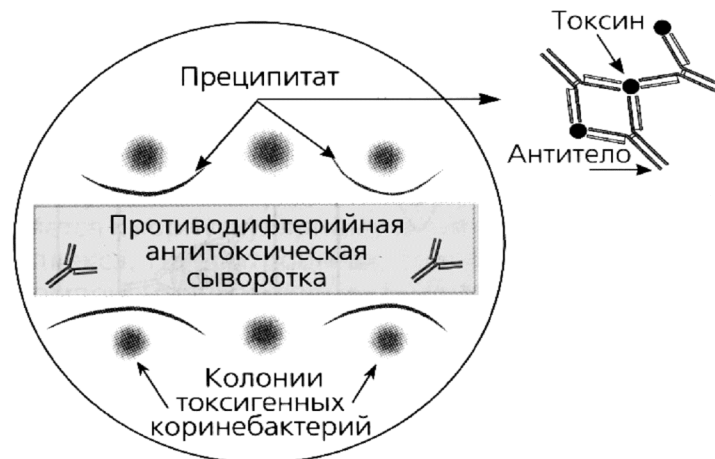 Токсин
Преципитат
Антитело
Противодифтерийная
антитоксическая
сыворотка
Колонии
токсигенных
коринебактерий